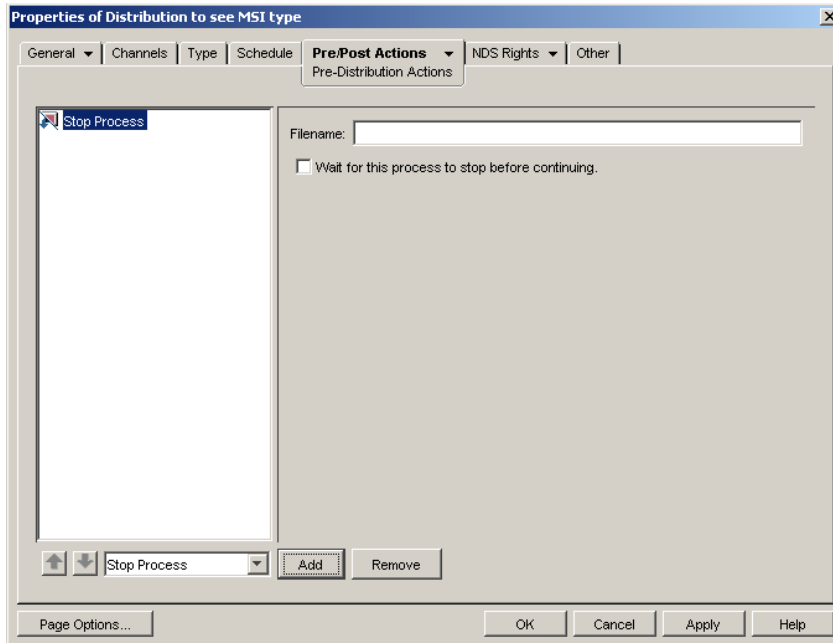 Properties of Distribution to see MSI type
General Channels Type Schedule Pre/Post Actions NDS Rights Other
Pre-Distribution Actions
Stop Process
Filename:
Wait for this process to stop before continuing.
Stop Process Add Remove
Page Options... OK Cancel Apply Help